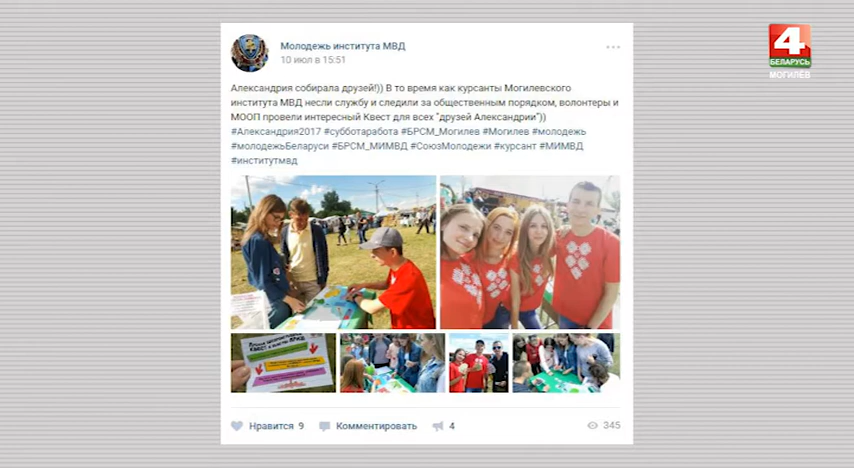 4
БЕЛАРУСЬ
МОГИЛЕВ
Молодежь института МВД
10 июл в 15:51
Александрия собирала друзей!)) В то время как курсанты Могилевского
института МВД несли службу и следили за общественным порядком, волонтеры и
МООП провели интересный Квест для всех "друзей Александрии"))
#Александрия2017 #субботаработа #БРСМ_Могилев #Могилев #молодежь
#молодежьБеларуси #БРСМ_МИМВД #СоюзМолодежи #курсант #МИМВД
#институтмвд
КВЕСТ
Нравится 9
Комментировать
4
345